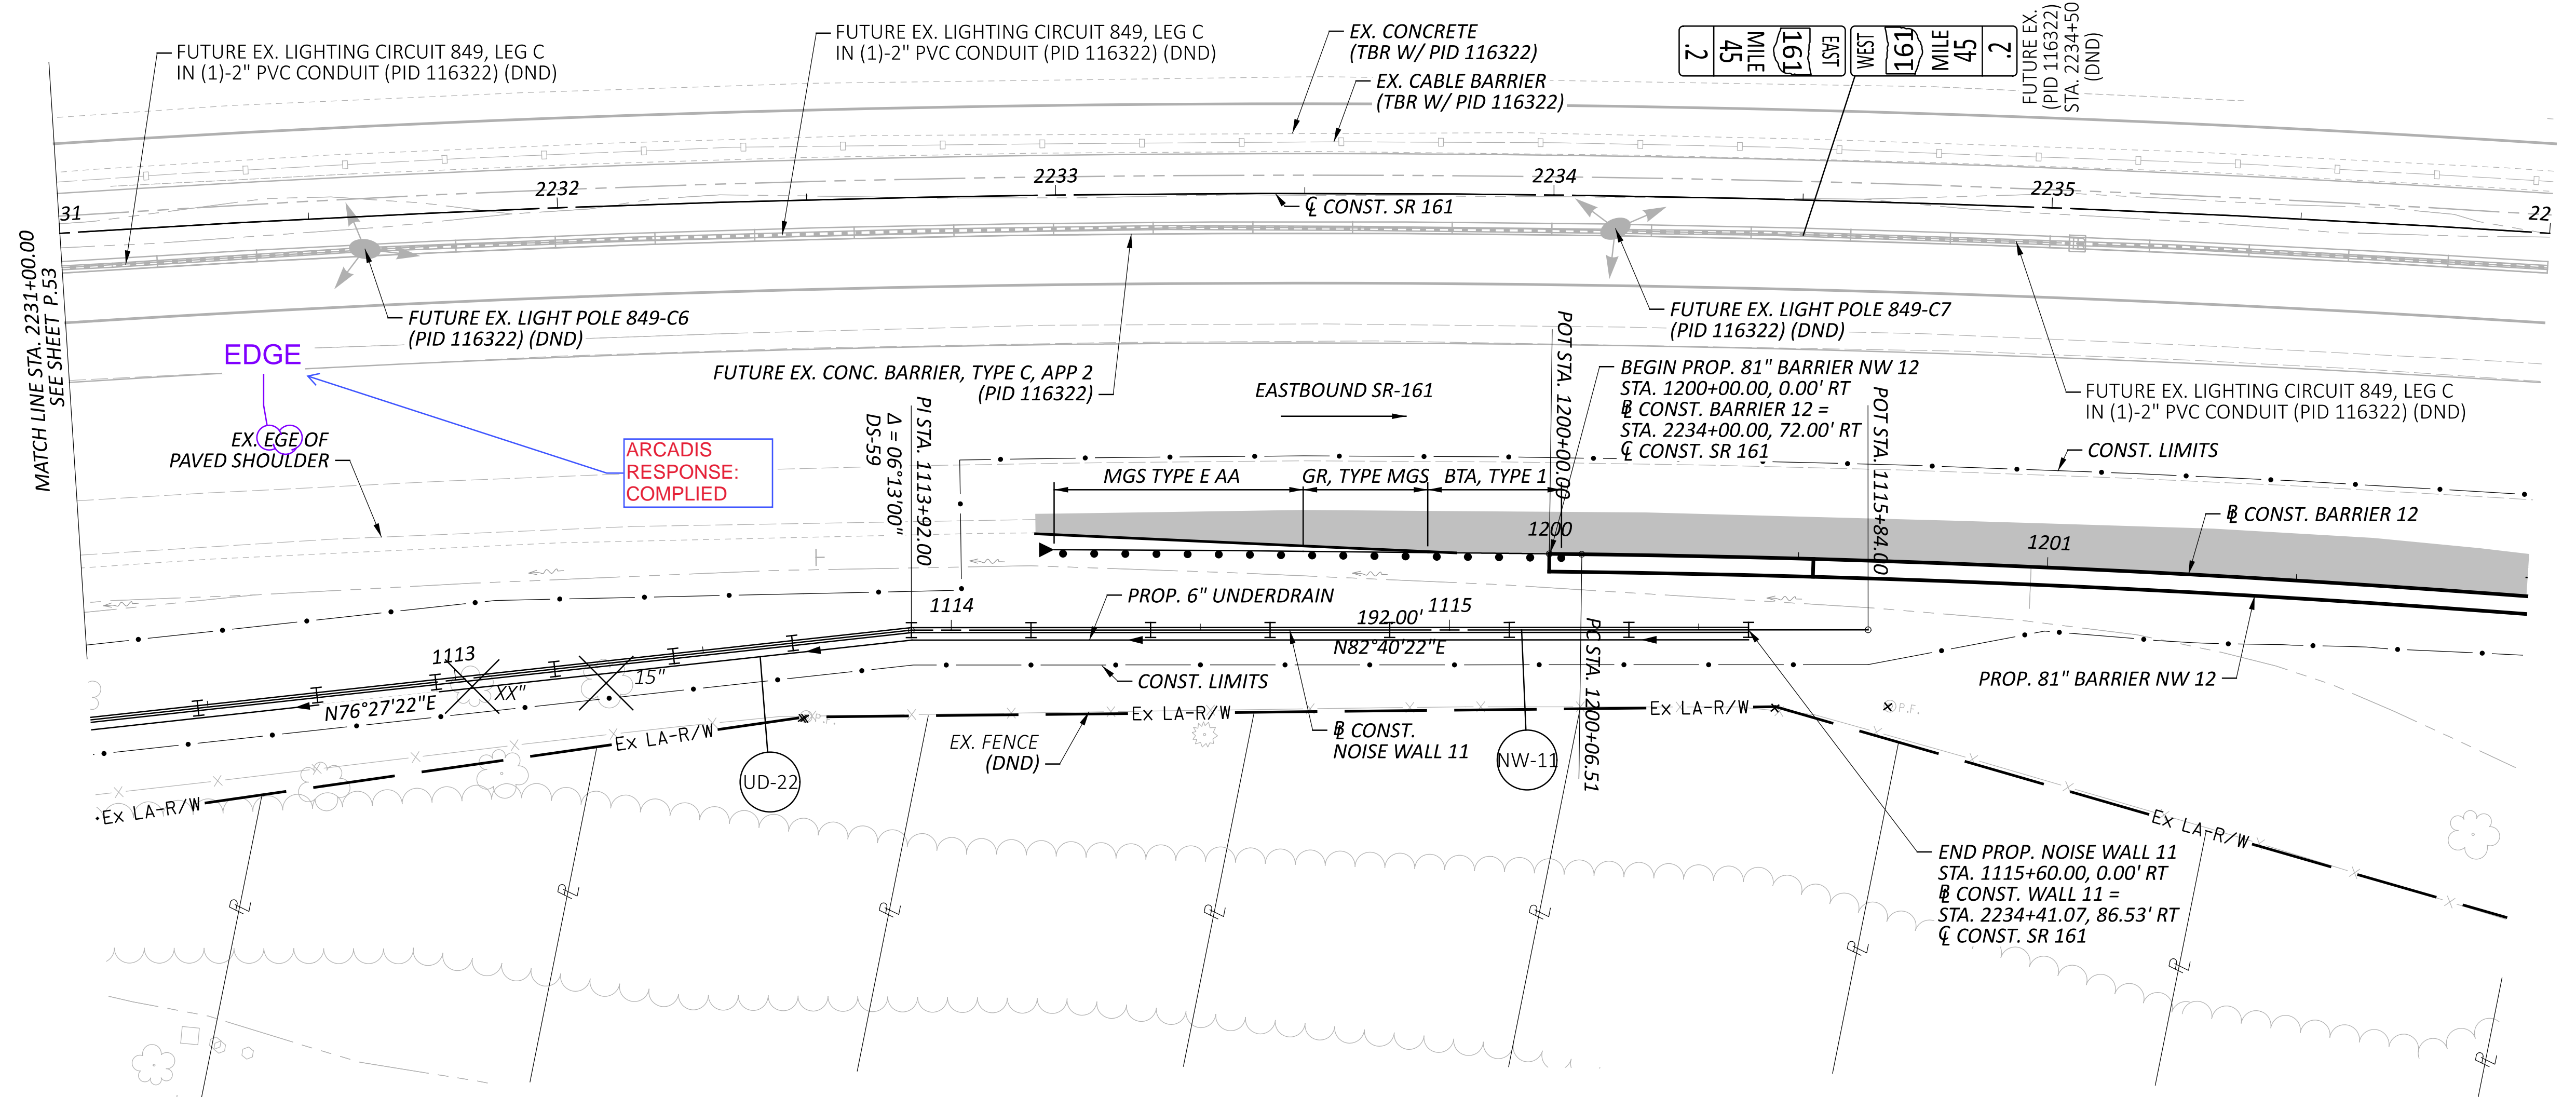 FUTURE EX. LIGHTING CIRCUIT 849, LEG C
IN (1)-2" PVC CONDUIT (PID 116322) (DND)
FUTURE EX. LIGHTING CIRCUIT 849, LEG C
IN (1)-2" PVC CONDUIT (PID 116322) (DND)
EX. CONCRETE
(TBR W/ PID 116322)
EX. CABLE BARRIER
(TBR W/ PID 116322)
EAST
161
MILE
45
.2
WEST
161
MILE
45
.2
FUTURE EX.
(PID 116322)
STA. 2234+50
(DND)
31
2232
2233
2234
2235
22
℄ CONST. SR 161
MATCH LINE STA. 2231+00.00
SEE SHEET P.53
FUTURE EX. LIGHT POLE 849-C6
(PID 116322) (DND)
FUTURE EX. LIGHT POLE 849-C7
(PID 116322) (DND)
EDGE
EX. EGE OF
PAVED SHOULDER
ARCADIS
RESPONSE:
COMPLIED
FUTURE EX. CONC. BARRIER, TYPE C, APP 2
(PID 116322)
EASTBOUND SR-161
PI STA. 1113+92.00
Δ = 06°13'00"
DS-59
POT STA. 1200+00.00
BEGIN PROP. 81" BARRIER NW 12
STA. 1200+00.00, 0.00' RT
BL CONST. BARRIER 12 =
STA. 2234+00.00, 72.00' RT
℄ CONST. SR 161
POT STA. 1115+84.00
FUTURE EX. LIGHTING CIRCUIT 849, LEG C
IN (1)-2" PVC CONDUIT (PID 116322) (DND)
CONST. LIMITS
MGS TYPE E AA
GR, TYPE MGS
BTA, TYPE 1
1200
1201
BL CONST. BARRIER 12
1113
1114
1115
PROP. 6" UNDERDRAIN
192.00'
N82°40'22"E
N76°27'22"E
XX"
15"
CONST. LIMITS
PC STA. 1200+06.51
PROP. 81" BARRIER NW 12
Ex LA-R/W
Ex LA-R/W
Ex LA-R/W
Ex LA-R/W
Ex LA-R/W
P.F.
EX. FENCE
(DND)
BL CONST.
NOISE WALL 11
UD-22
NW-11
END PROP. NOISE WALL 11
STA. 1115+60.00, 0.00' RT
BL CONST. WALL 11 =
STA. 2234+41.07, 86.53' RT
℄ CONST. SR 161
PL
PL
PL
PL
PL
PL
PL
PL